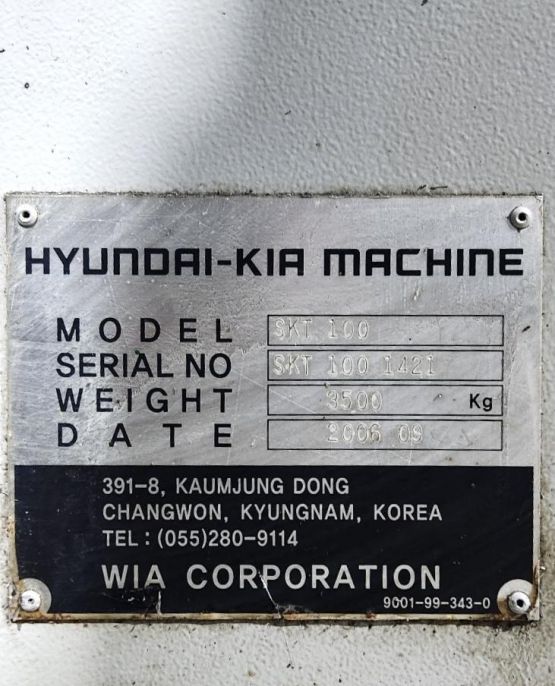 HYUNDAI-KIA MACHINE
MODEL SKT 100
SERIAL NO SKT 100 1421
WEIGHT 3500 Kg
DATE 2006 09
391-8, KAUMJUNG DONG
CHANGWON, KYUNGNAM, KOREA
TEL : (055)280-9114
WIA CORPORATION
9001-99-343-0